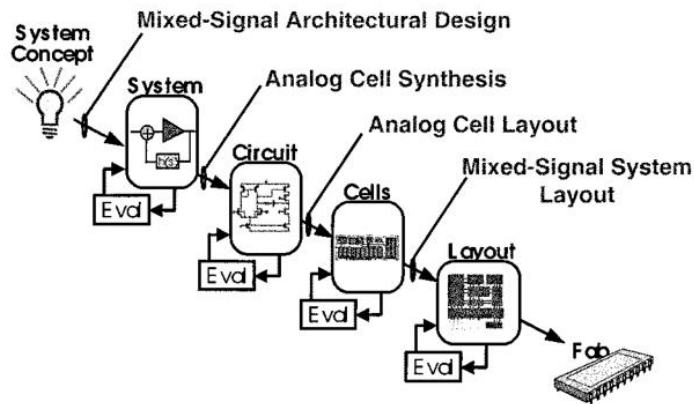 System
Concept
Mixed-Signal Architectural Design
System
Analog Cell Synthesis
h(s)
Eval
Circuit
Analog Cell Layout
Eval
Cells
Mixed-Signal System
Layout
Eval
Layout
Eval
Fab